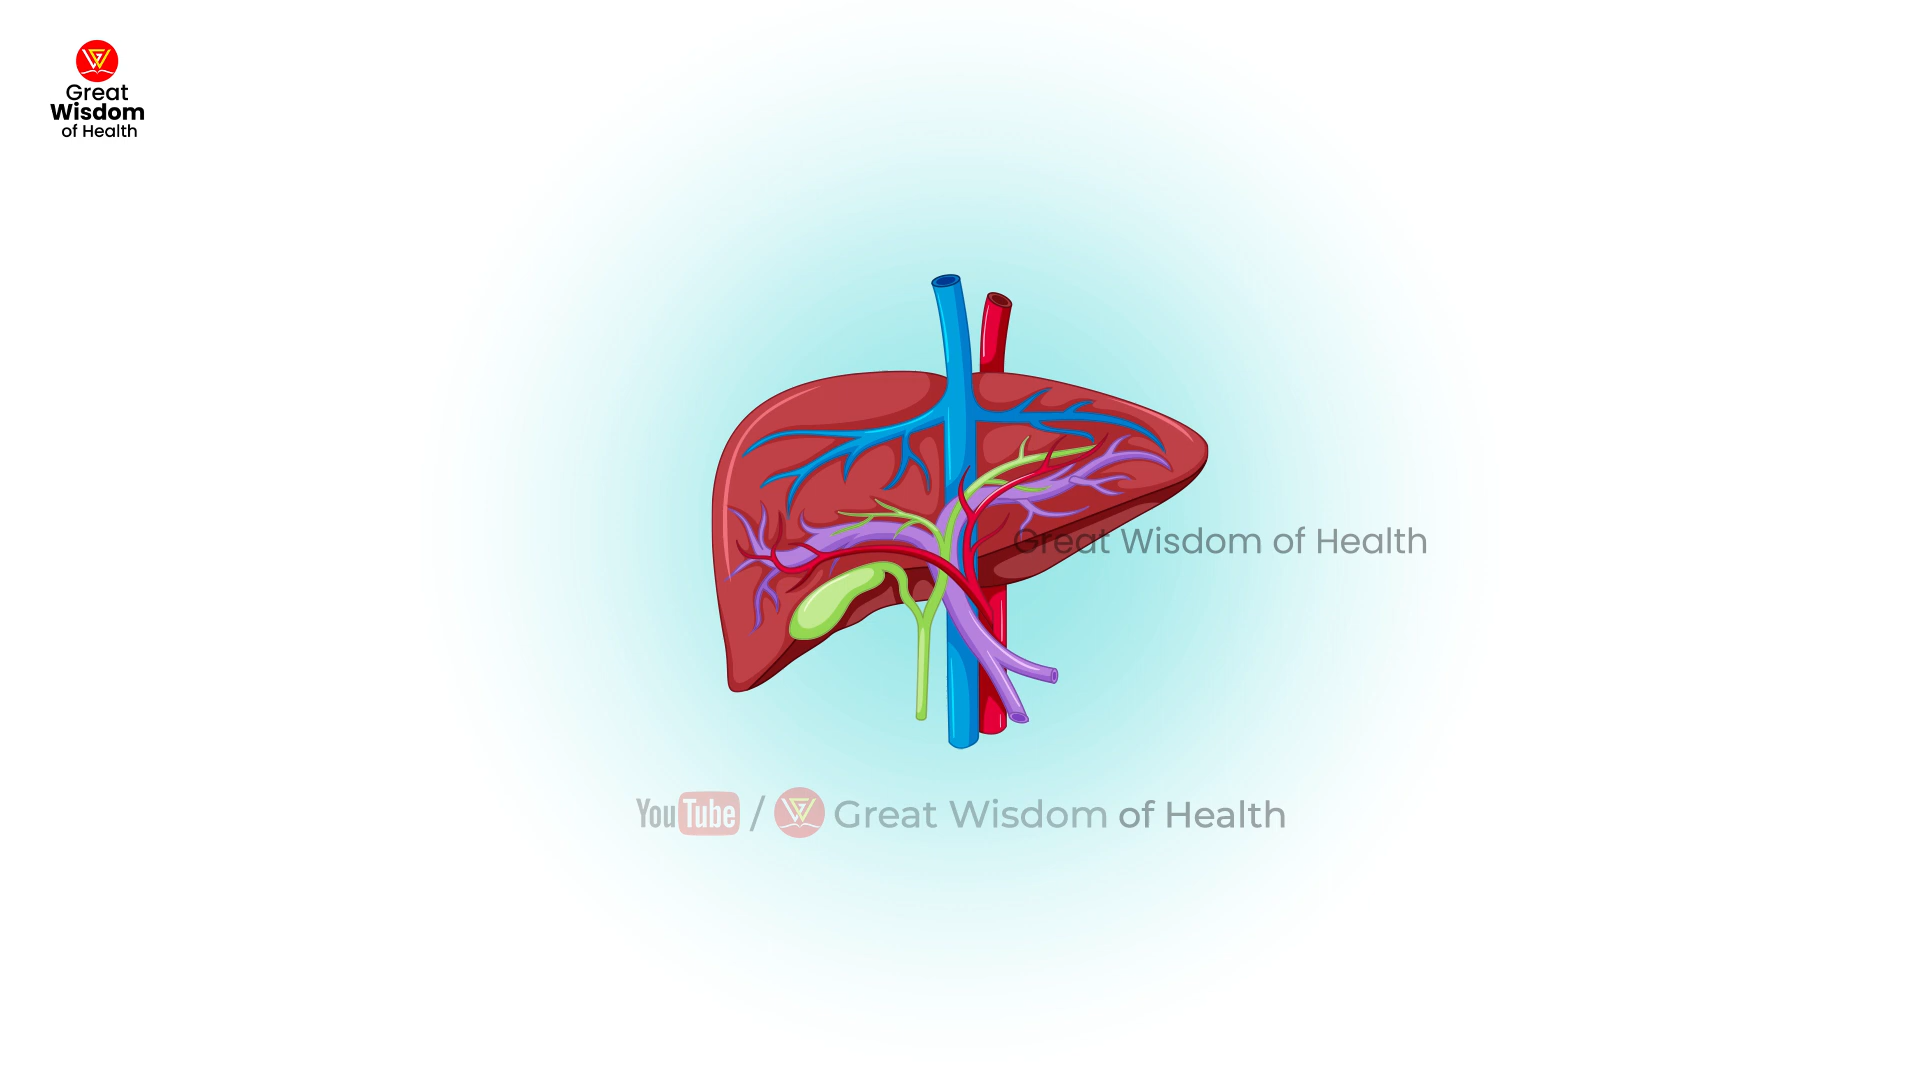 Great
Wisdom
of Health
Great Wisdom of Health
YouTube / Great Wisdom of Health